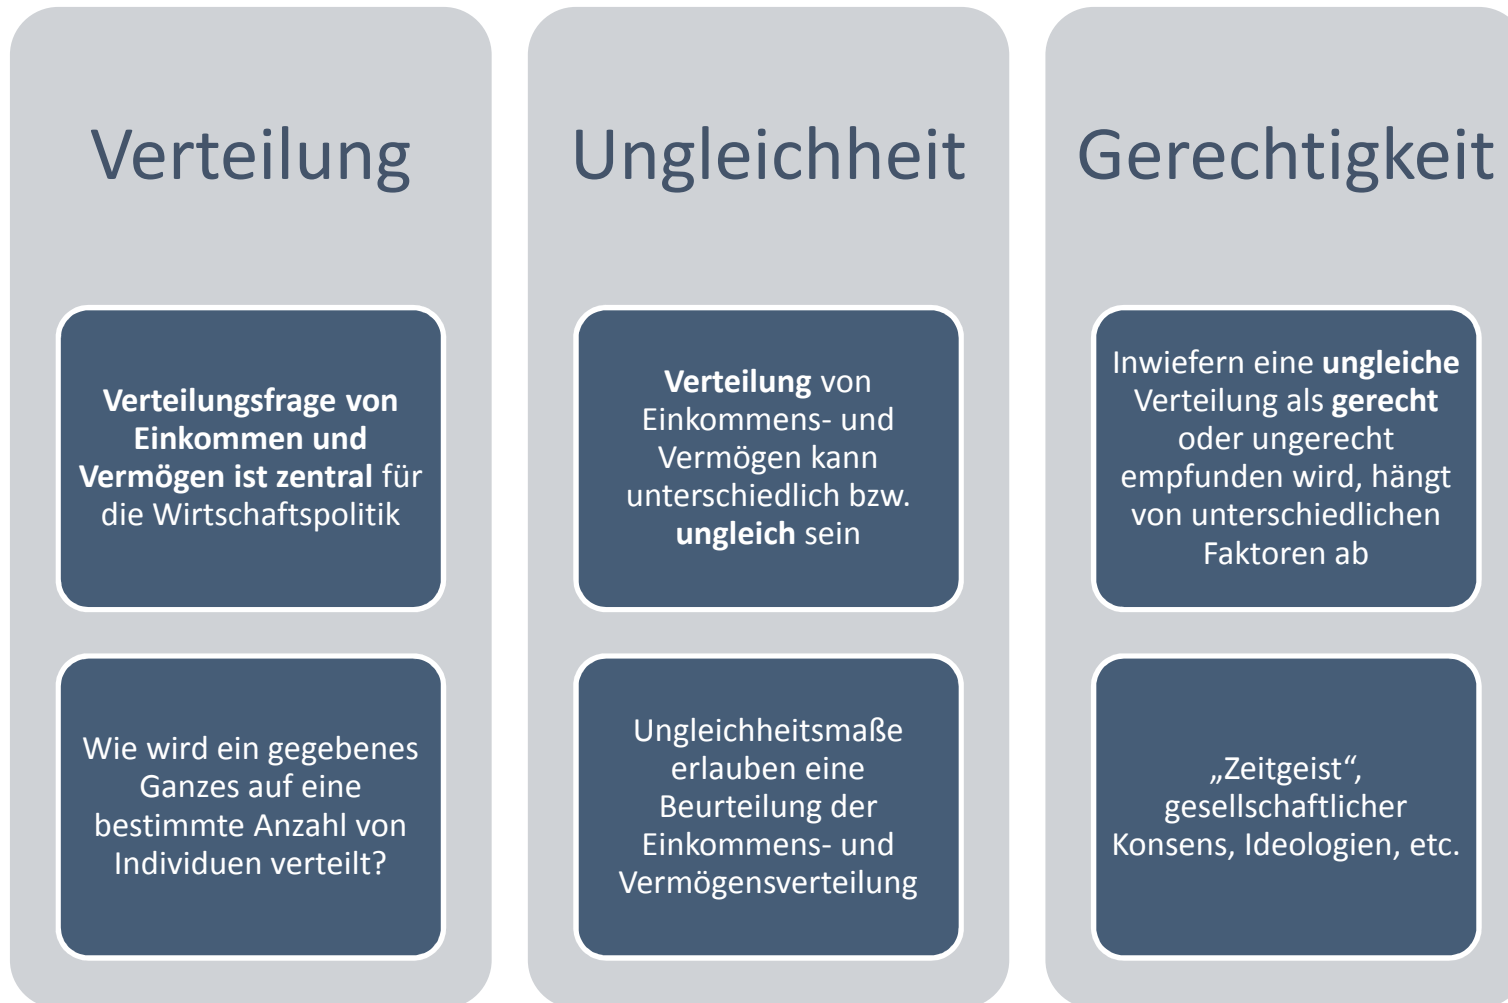 Verteilung
Verteilungsfrage von
Einkommen und
Vermögen ist zentral für
die Wirtschaftspolitik
Wie wird ein gegebenes
Ganzes auf eine
bestimmte Anzahl von
Individuen verteilt?
Ungleichheit
Verteilung von
Einkommens- und
Vermögen kann
unterschiedlich bzw.
ungleich sein
Ungleichheitsmaße
erlauben eine
Beurteilung der
Einkommens- und
Vermögensverteilung
Gerechtigkeit
Inwiefern eine ungleiche
Verteilung als gerecht
oder ungerecht
empfunden wird, hängt
von unterschiedlichen
Faktoren ab
„Zeitgeist“,
gesellschaftlicher
Konsens, Ideologien, etc.